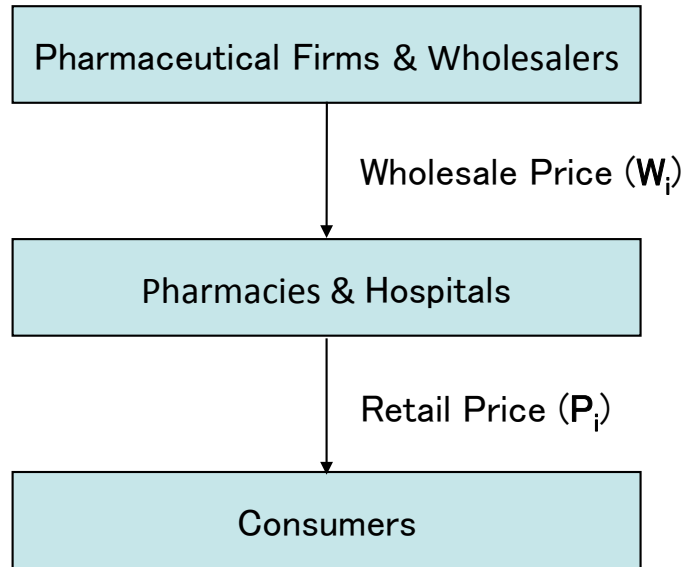 Pharmaceutical Firms & Wholesalers
Wholesale Price (Wi)
Pharmacies & Hospitals
Retail Price (Pi)
Consumers